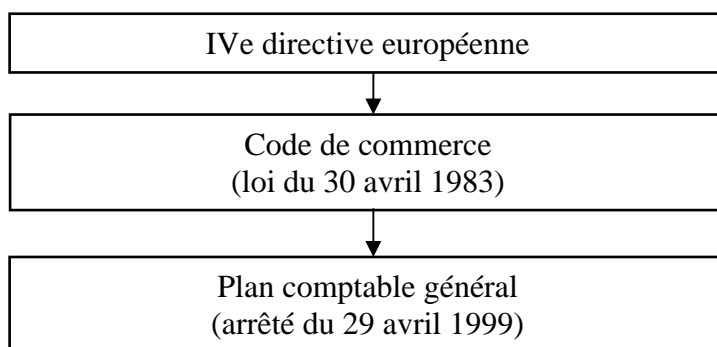 IVe directive européenne
Code de commerce
(loi du 30 avril 1983)
Plan comptable général
(arrêté du 29 avril 1999)